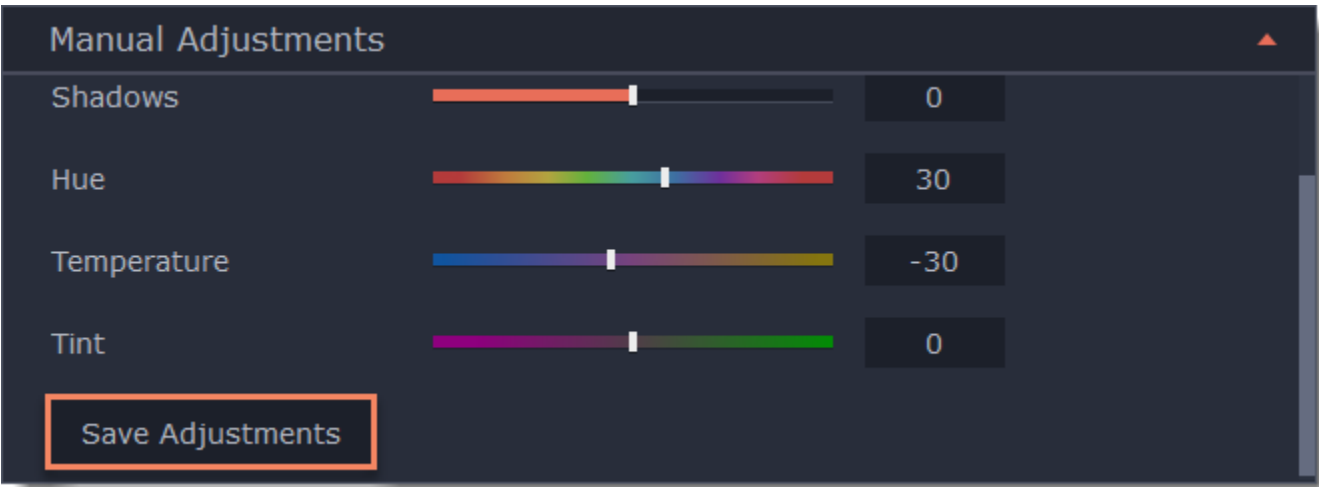 Manual Adjustments
Shadows 0
Hue 30
Temperature -30
Tint 0
Save Adjustments